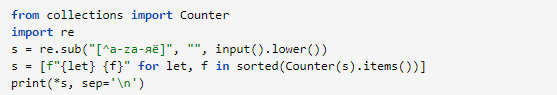 from collections import Counter
import re
s = re.sub("[^a-zа-яё]", "", input().lower())
s = [f"{let} {f}" for let, f in sorted(Counter(s).items())]
print(*s, sep='\n')